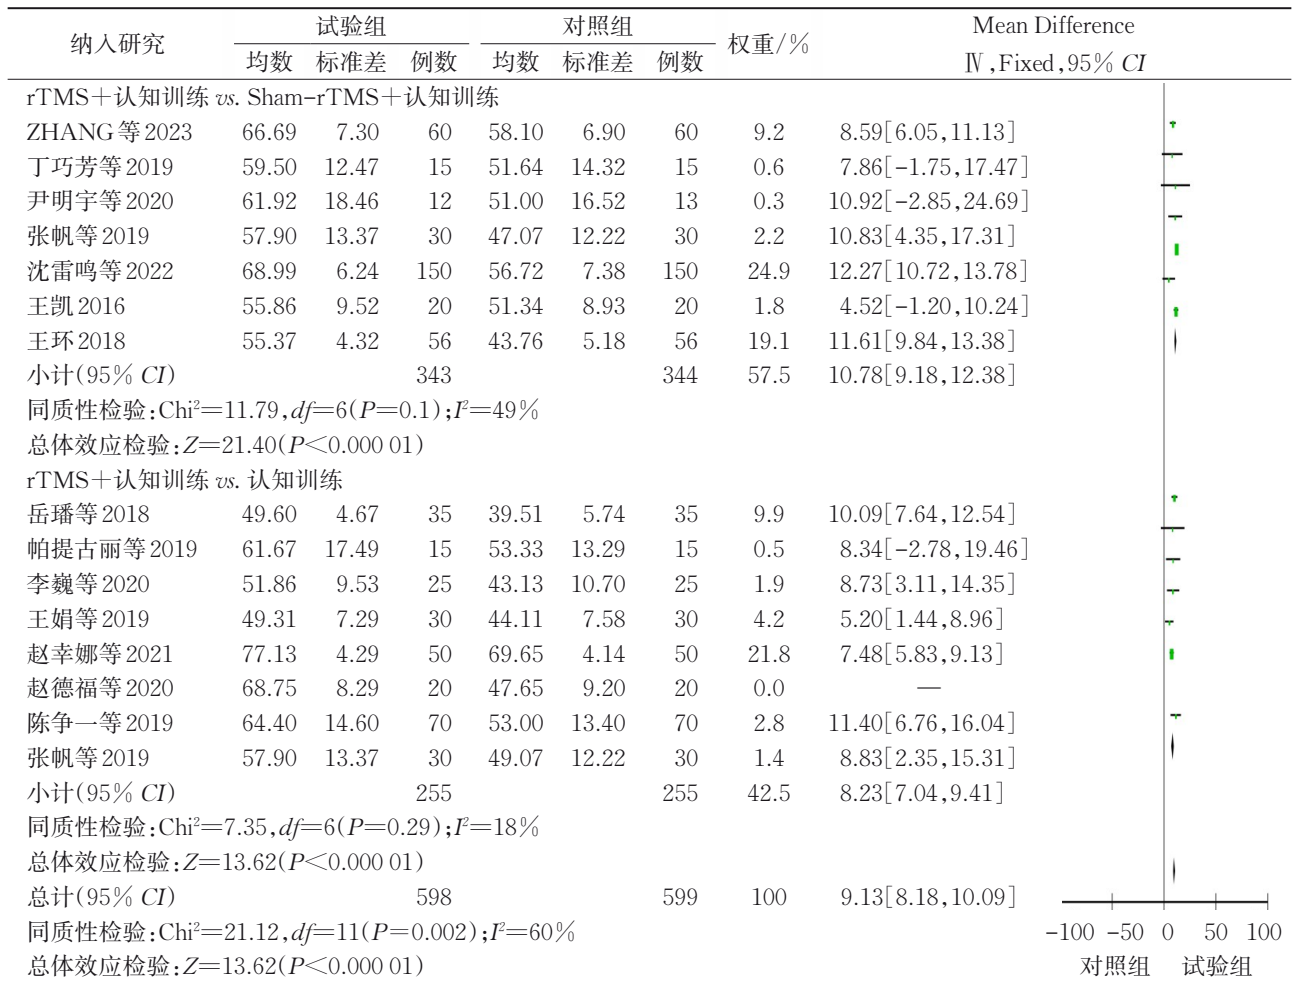 纳入研究 试验组 对照组 权重/% Mean Difference
均数 标准差 例数 均数 标准差 例数 Ⅳ,Fixed,95% CI
rTMS+认知训练 vs. Sham-rTMS+认知训练
ZHANG等2023 66.69 7.30 60 58.10 6.90 60 9.2 8.59[6.05,11.13]
丁巧芳等2019 59.50 12.47 15 51.64 14.32 15 0.6 7.86[-1.75,17.47]
尹明宇等2020 61.92 18.46 12 51.00 16.52 13 0.3 10.92[-2.85,24.69]
张帆等2019 57.90 13.37 30 47.07 12.22 30 2.2 10.83[4.35,17.31]
沈雷鸣等2022 68.99 6.24 150 56.72 7.38 150 24.9 12.27[10.72,13.78]
王凯2016 55.86 9.52 20 51.34 8.93 20 1.8 4.52[-1.20,10.24]
王环2018 55.37 4.32 56 43.76 5.18 56 19.1 11.61[9.84,13.38]
小计(95% CI) 343 344 57.5 10.78[9.18,12.38]
同质性检验:Chi²=11.79,df=6(P=0.1);I²=49%
总体效应检验:Z=21.40(P<0.000 01)
rTMS+认知训练 vs. 认知训练
岳璠等2018 49.60 4.67 35 39.51 5.74 35 9.9 10.09[7.64,12.54]
帕提古丽等2019 61.67 17.49 15 53.33 13.29 15 0.5 8.34[-2.78,19.46]
李巍等2020 51.86 9.53 25 43.13 10.70 25 1.9 8.73[3.11,14.35]
王娟等2019 49.31 7.29 30 44.11 7.58 30 4.2 5.20[1.44,8.96]
赵幸娜等2021 77.13 4.29 50 69.65 4.14 50 21.8 7.48[5.83,9.13]
赵德福等2020 68.75 8.29 20 47.65 9.20 20 0.0 —
陈争一等2019 64.40 14.60 70 53.00 13.40 70 2.8 11.40[6.76,16.04]
张帆等2019 57.90 13.37 30 49.07 12.22 30 1.4 8.83[2.35,15.31]
小计(95% CI) 255 255 42.5 8.23[7.04,9.41]
同质性检验:Chi²=7.35,df=6(P=0.29);I²=18%
总体效应检验:Z=13.62(P<0.000 01)
总计(95% CI) 598 599 100 9.13[8.18,10.09]
同质性检验:Chi²=21.12,df=11(P=0.002);I²=60% -100 -50 0 50 100
总体效应检验:Z=13.62(P<0.000 01) 对照组 试验组